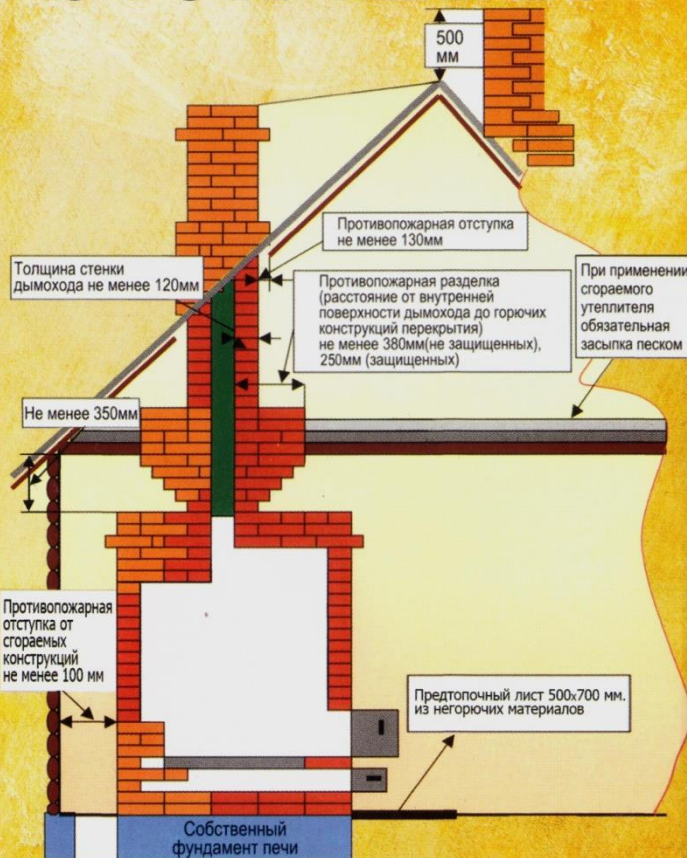 500
мм
Противопожарная отступка
не менее 130мм
Толщина стенки
дымохода не менее 120мм
Противопожарная разделка
(расстояние от внутренней
поверхности дымохода до горючих
конструкций перекрытия)
не менее 380мм(не защищенных),
250мм (защищенных)
При применении
сгораемого
утеплителя
обязательная
засыпка песком
Не менее 350мм
Противопожарная
отступка от
сгораемых
конструкций
не менее 100 мм
Предтопочный лист 500х700 мм.
из негорючих материалов
Собственный
фундамент печи